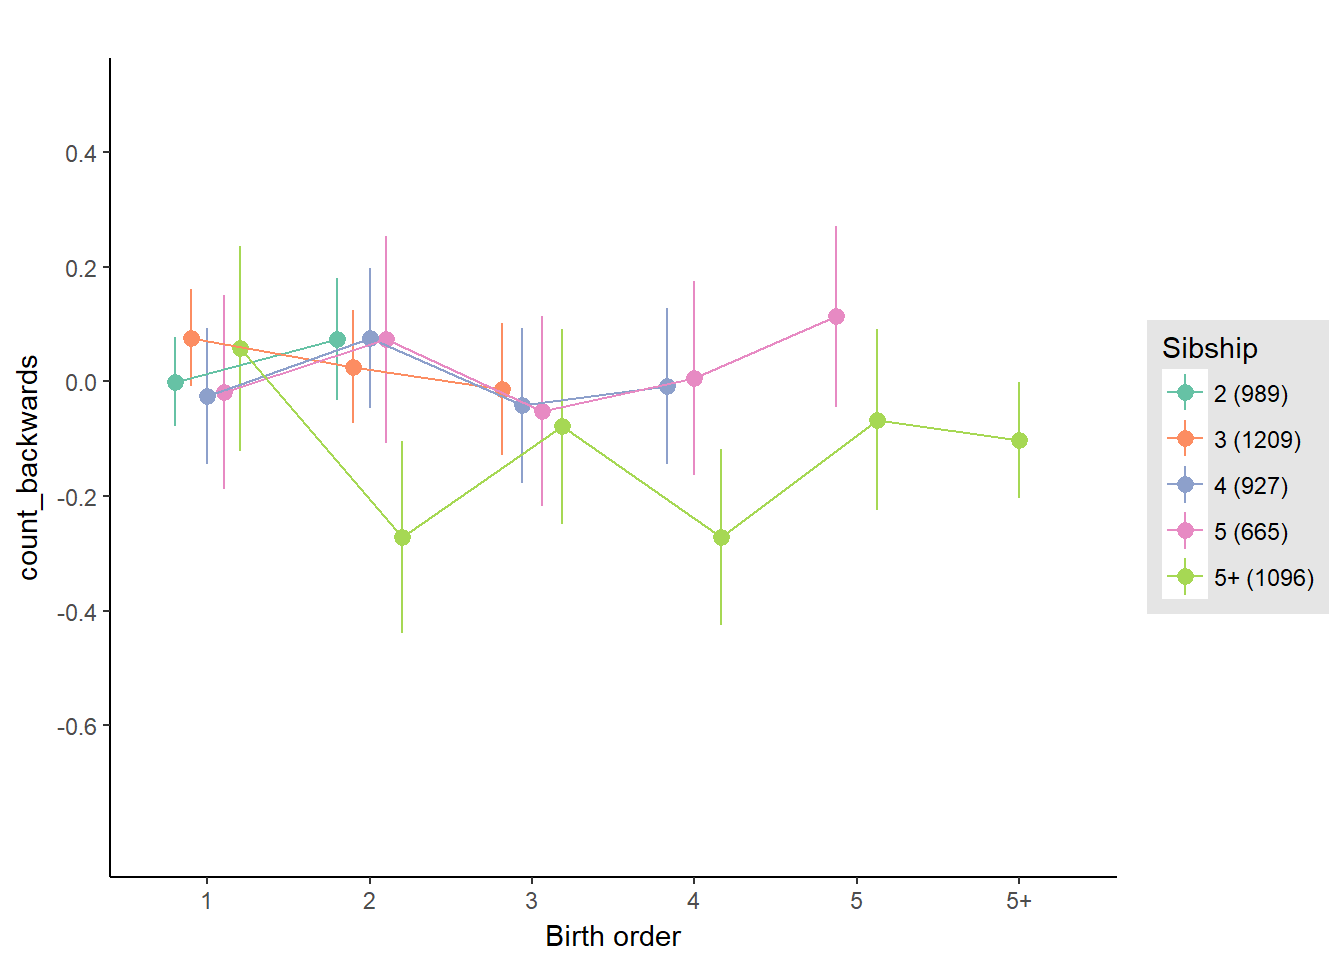 count_backwards
0.4
0.2
0.0
-0.2
-0.4
-0.6
1 2 3 4 5 5+
Birth order
Sibship
2 (989)
3 (1209)
4 (927)
5 (665)
5+ (1096)